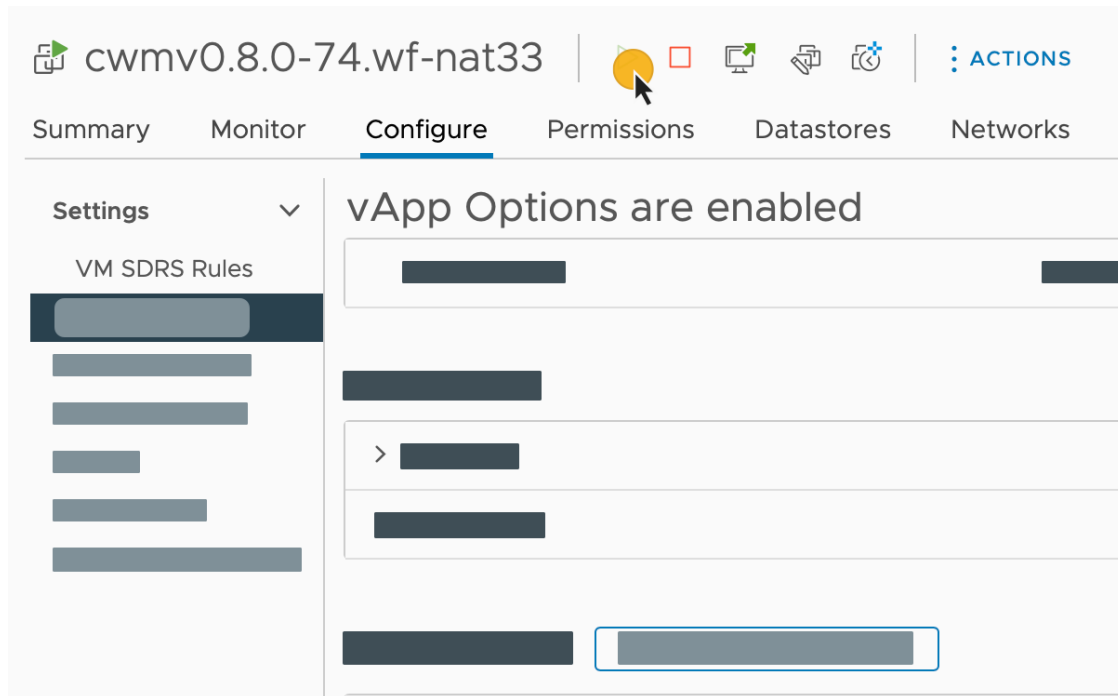 cwmv0.8.0-74.wf-nat33 ACTIONS
Summary Monitor Configure Permissions Datastores Networks
Settings
vApp Options are enabled
VM SDRS Rules